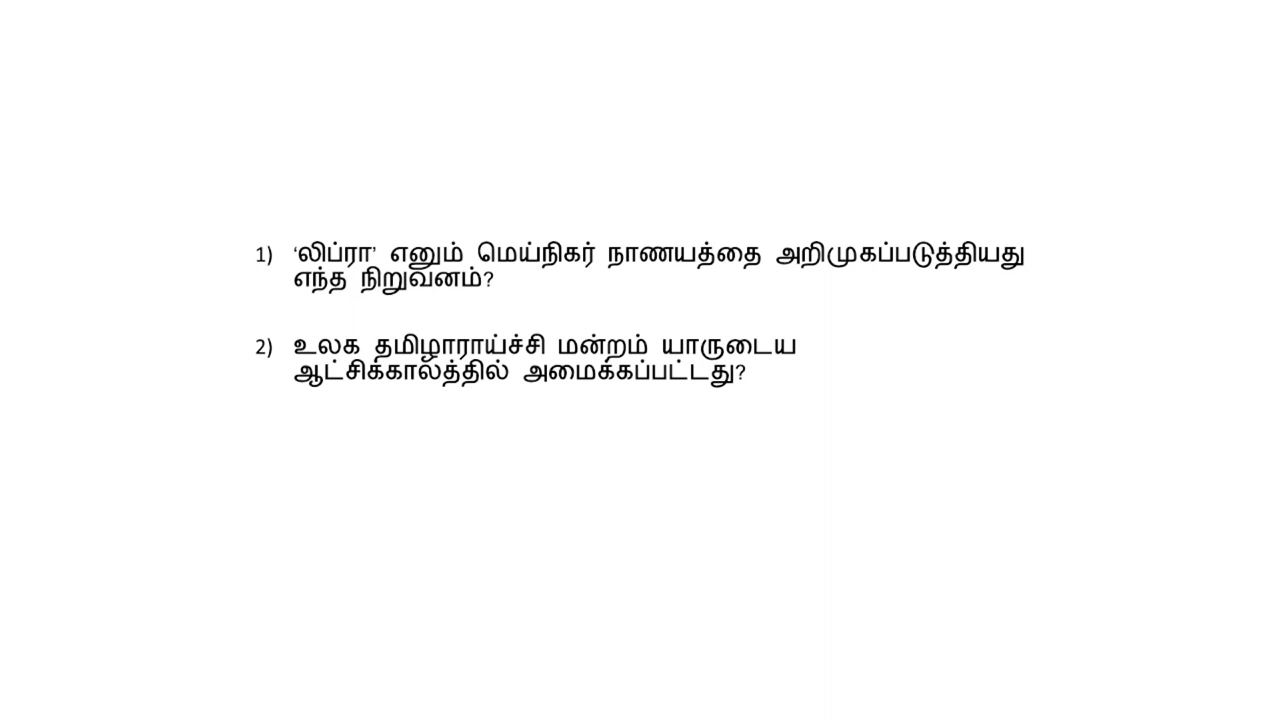 1) ‘லிப்ரா’ எனும் மெய்நிகர் நாணயத்தை அறிமுகப்படுத்தியது
எந்த நிறுவனம்?
2) உலக தமிழாராய்ச்சி மன்றம் யாருடைய
ஆட்சிக்காலத்தில் அமைக்கப்பட்டது?